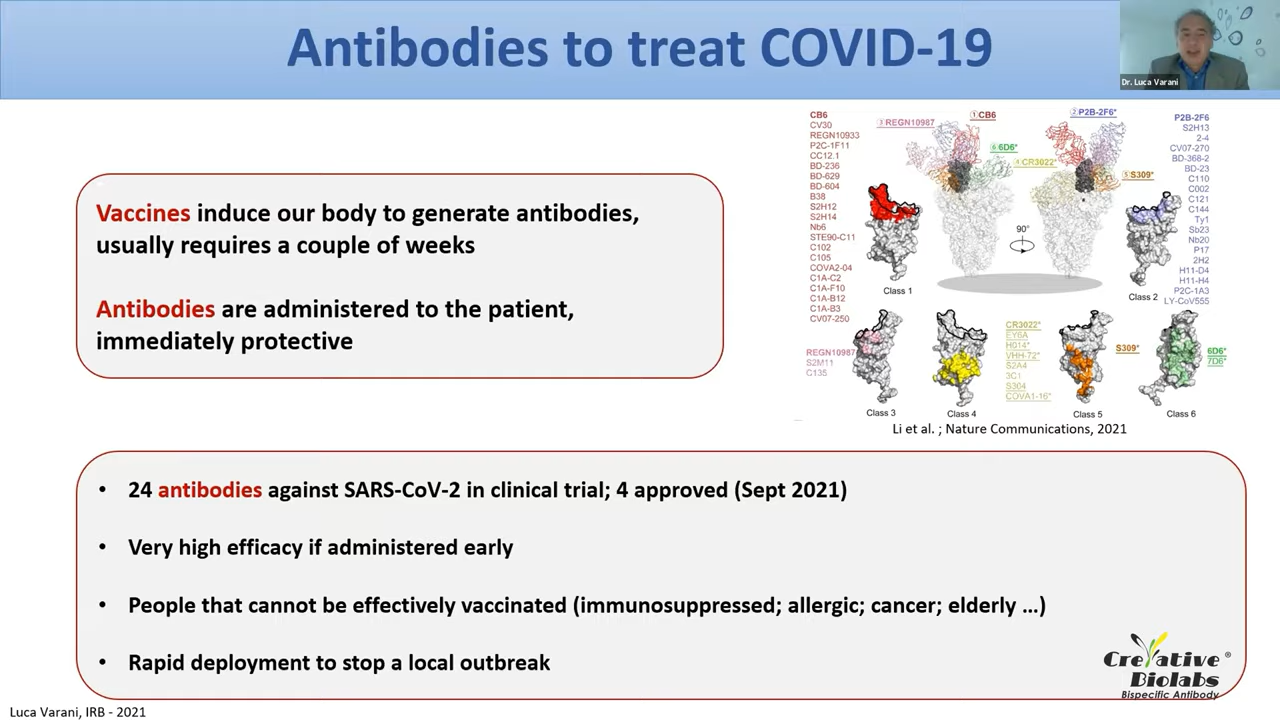 Antibodies to treat COVID-19
Dr. Luca Varani
Vaccines induce our body to generate antibodies,
usually requires a couple of weeks
Antibodies are administered to the patient,
immediately protective
CB6
CV30
REGN10933
P2C-1F11
CC12.1
BD-236
BD-629
BD-604
B38
S2H12
S2H14
Nb6
STE90-C11
C102
C105
COVA2-04
C1A-C2
C1A-F10
C1A-B12
C1A-B3
CV07-250
③REGN10987
①CB6
②P2B-2F6*
⑥6D6*
④CR3022*
⑤S309*
90°
P2B-2F6
S2H13
2-4
CV07-270
BD-368-2
BD-23
C110
C002
C121
C144
Ty1
Sb23
Nb20
P17
2H2
H11-D4
H11-H4
P2C-1A3
LY-CoV555
Class 1
Class 2
REGN10987
S2M11
C135
CR3022*
EY6A
H014*
VHH-72*
S2A4
3C1
S304
COVA1-16*
S309*
6D6*
7D6*
Class 3
Class 4
Class 5
Class 6
Li et al. ; Nature Communications, 2021
• 24 antibodies against SARS-CoV-2 in clinical trial; 4 approved (Sept 2021)
• Very high efficacy if administered early
• People that cannot be effectively vaccinated (immunosuppressed; allergic; cancer; elderly ...)
• Rapid deployment to stop a local outbreak
Creative ®
Biolabs
Bispecific Antibody
Luca Varani, IRB - 2021